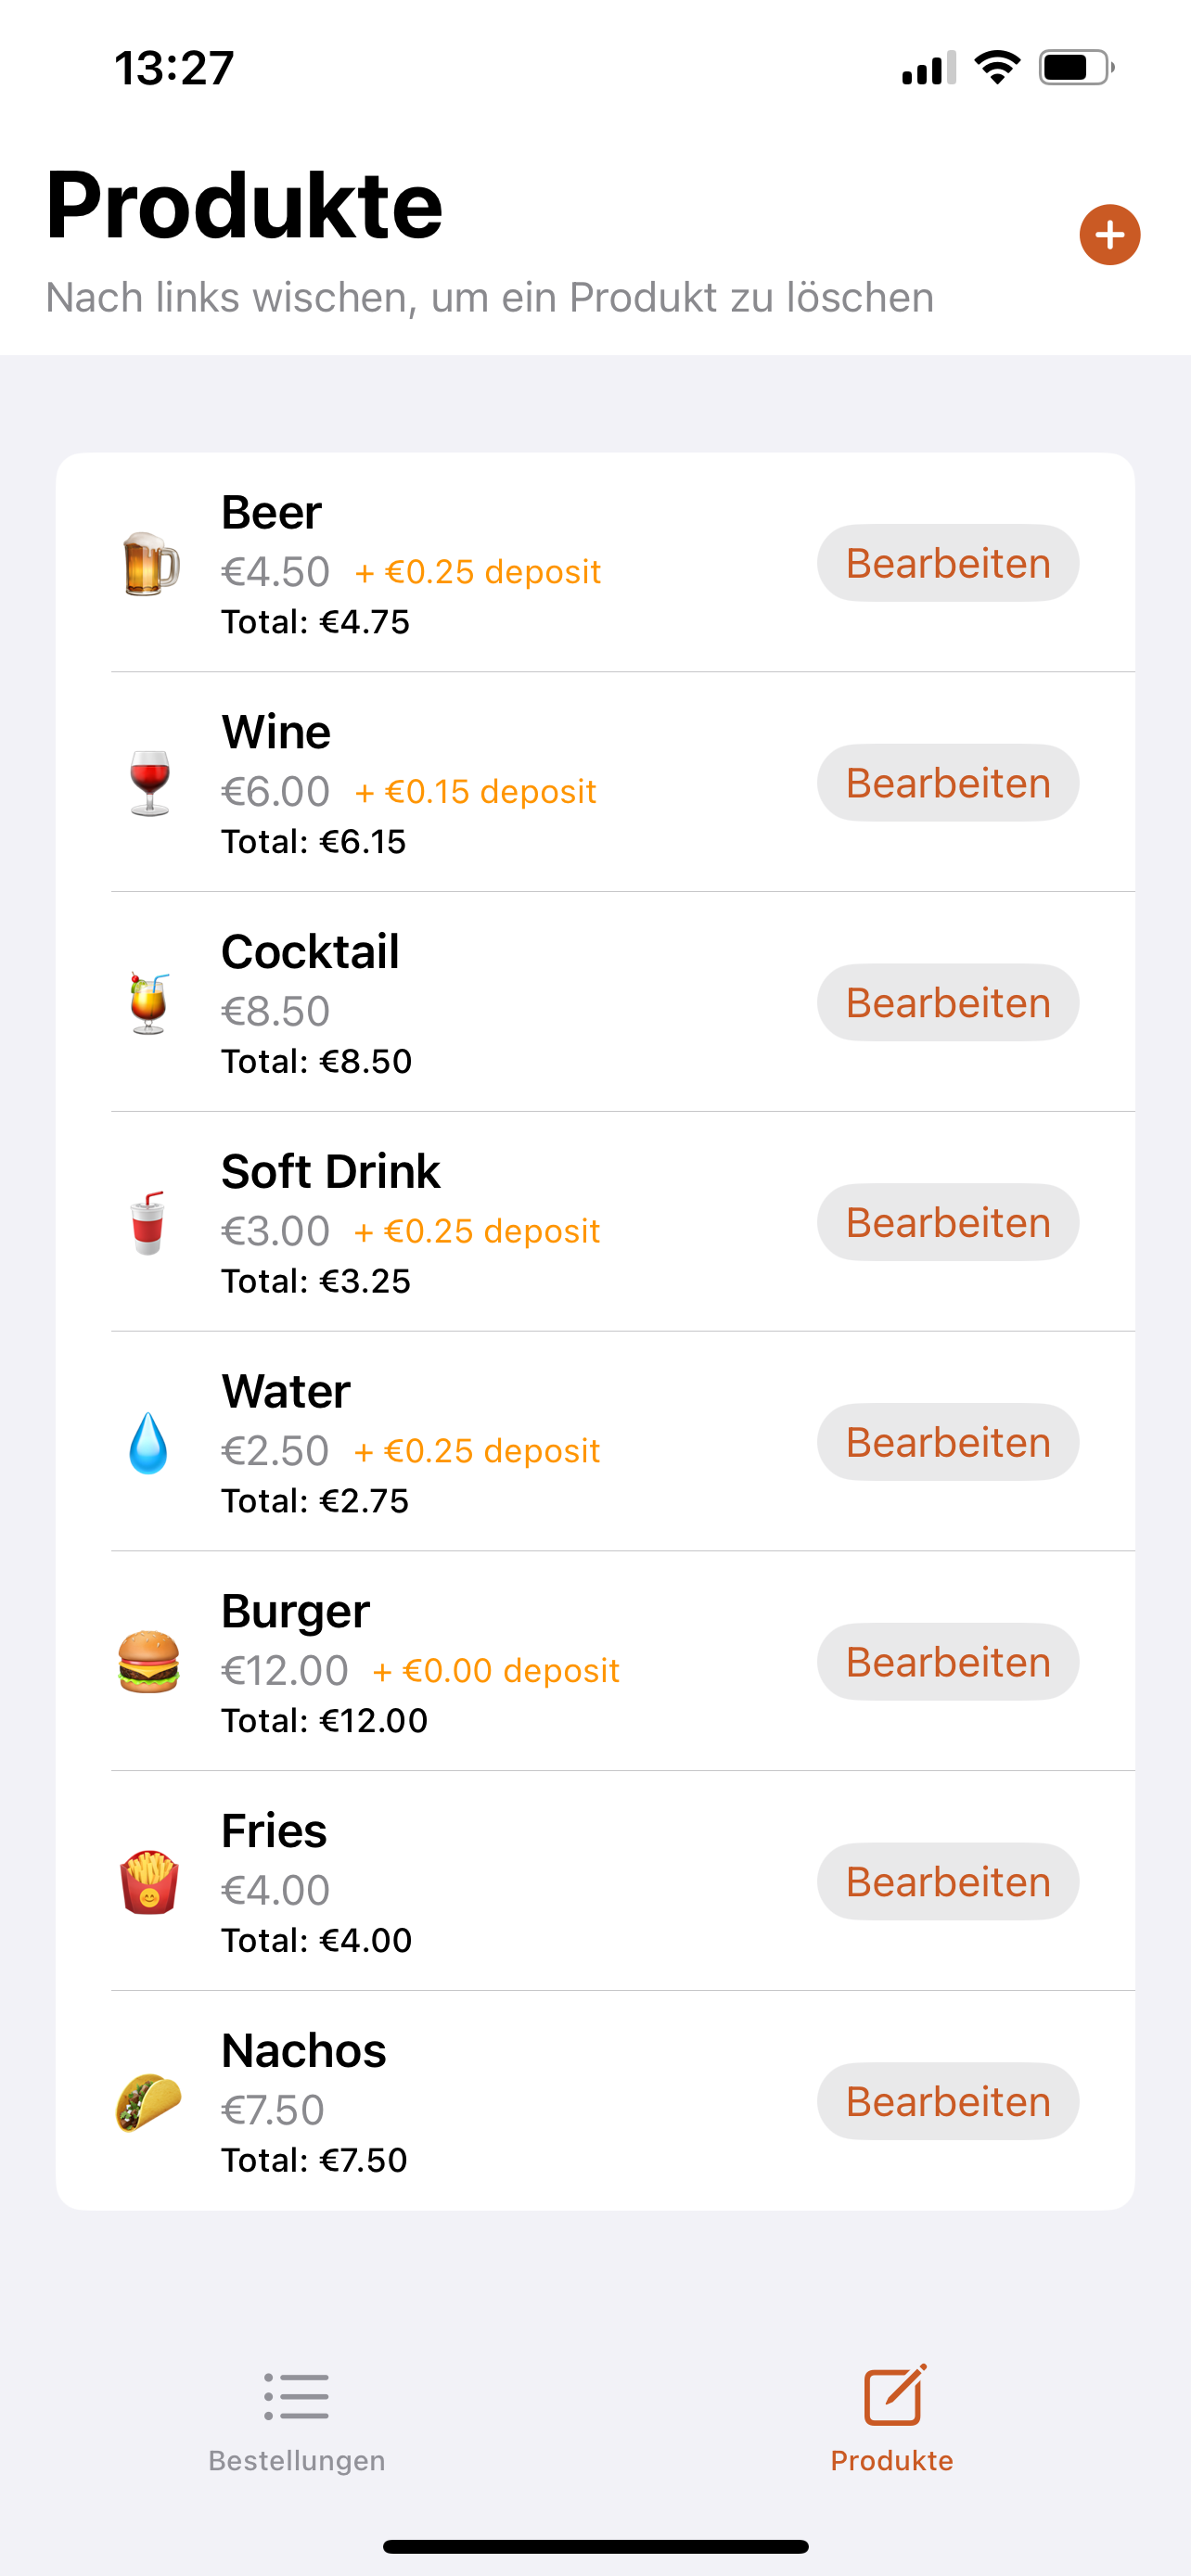 13:27
Produkte
Nach links wischen, um ein Produkt zu löschen
Beer
€4.50 + €0.25 deposit
Total: €4.75
Bearbeiten
Wine
€6.00 + €0.15 deposit
Total: €6.15
Bearbeiten
Cocktail
€8.50
Total: €8.50
Bearbeiten
Soft Drink
€3.00 + €0.25 deposit
Total: €3.25
Bearbeiten
Water
€2.50 + €0.25 deposit
Total: €2.75
Bearbeiten
Burger
€12.00 + €0.00 deposit
Total: €12.00
Bearbeiten
Fries
€4.00
Total: €4.00
Bearbeiten
Nachos
€7.50
Total: €7.50
Bearbeiten
Bestellungen
Produkte